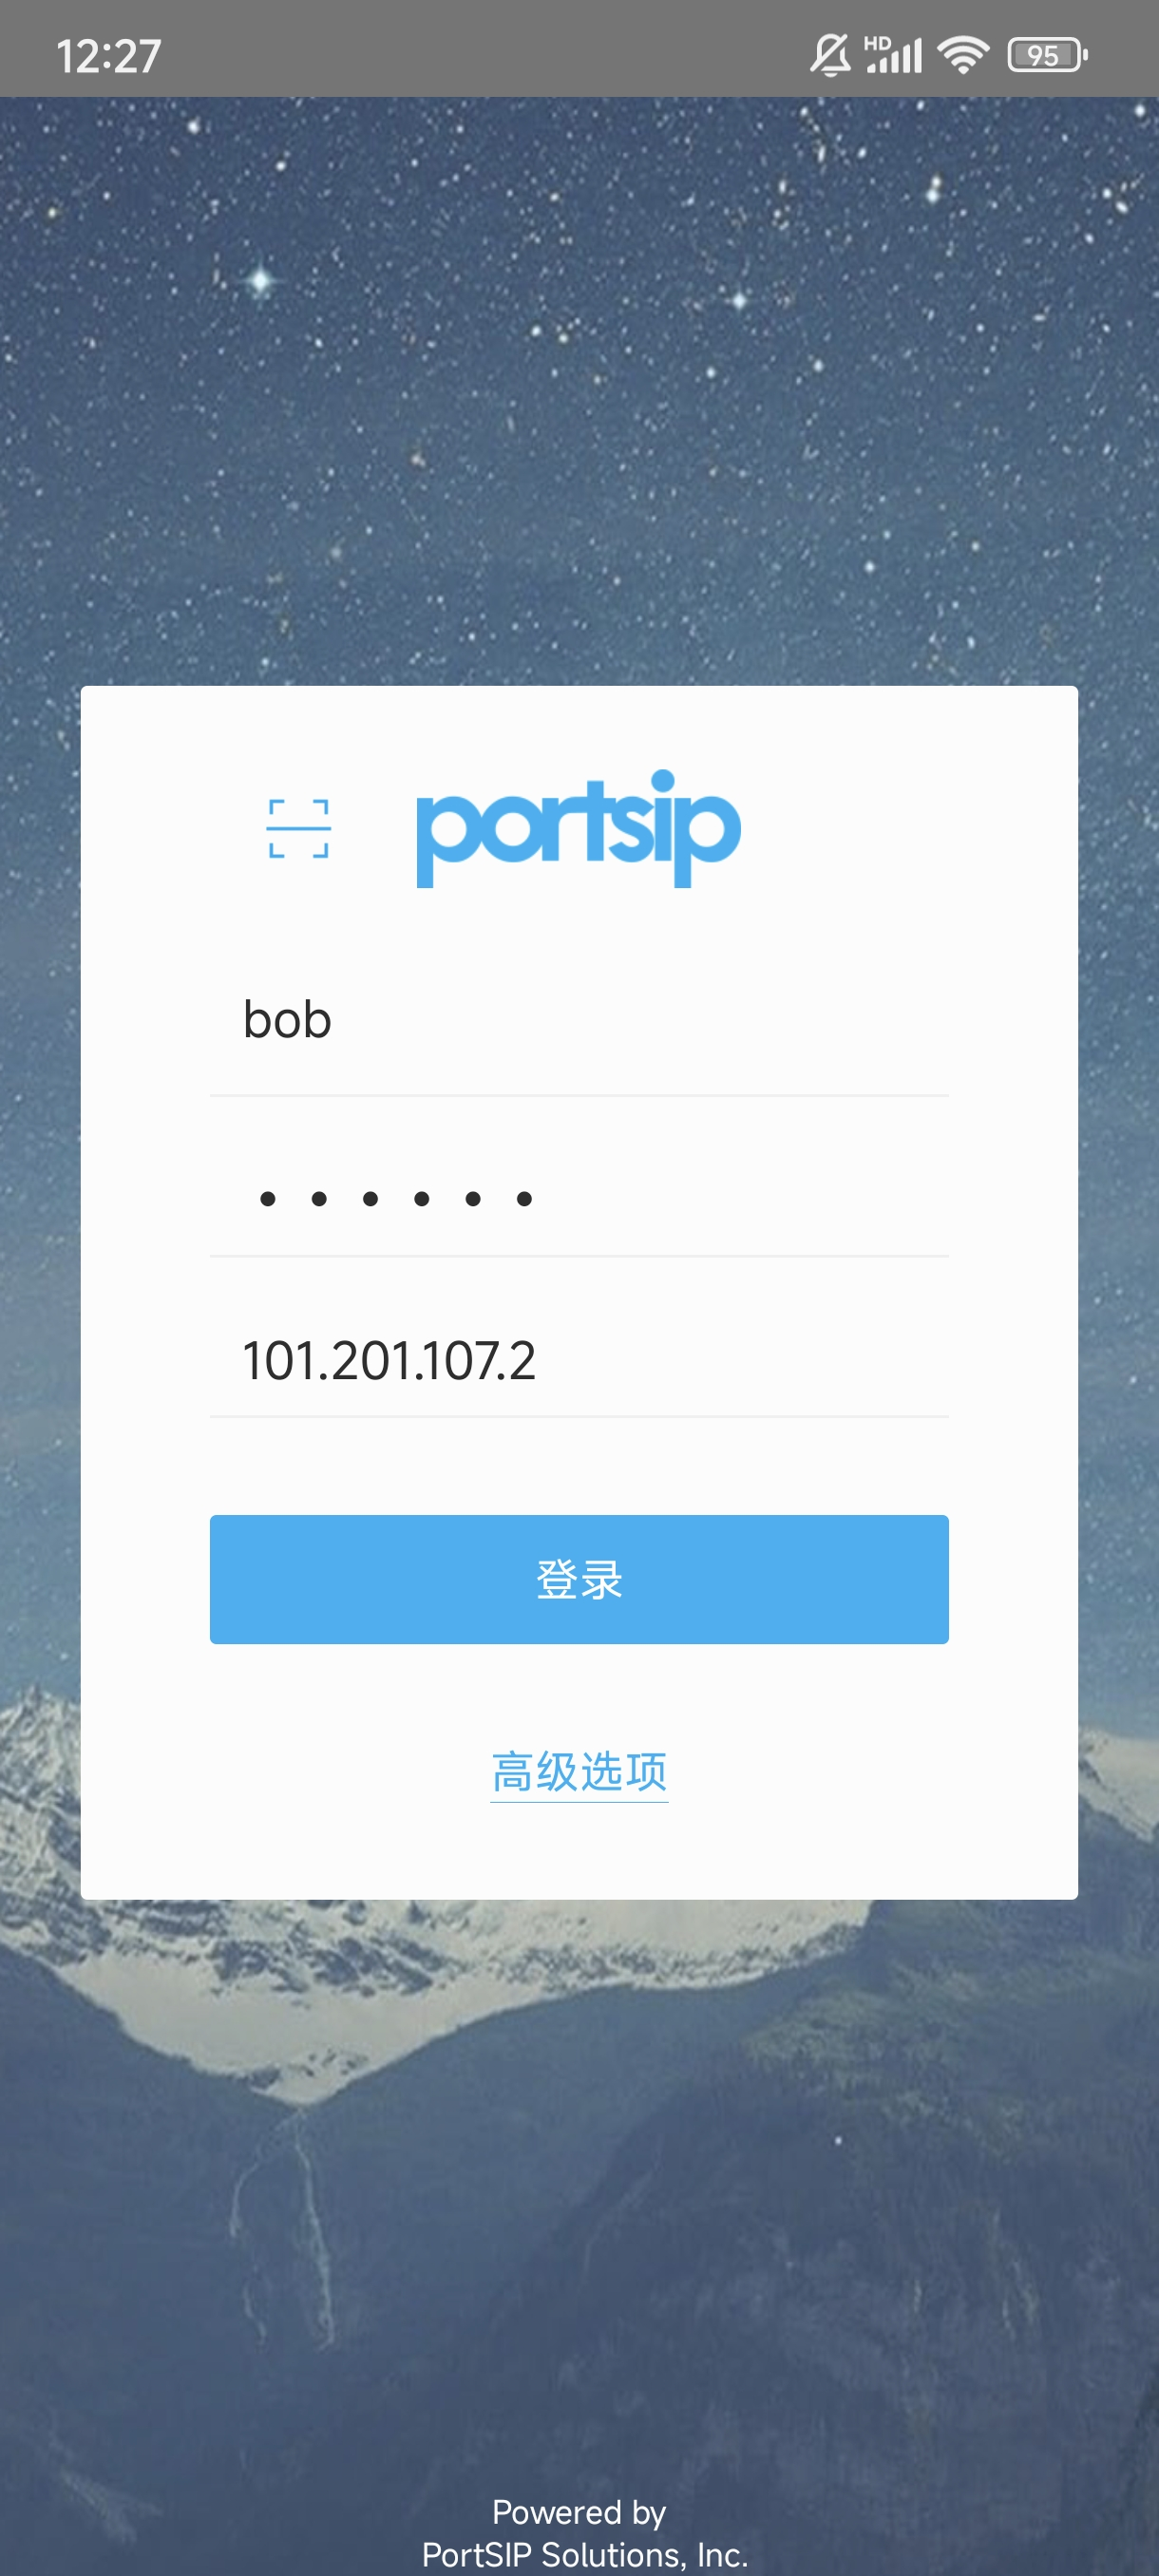 12:27
HD
95
portsip
bob
••••••
101.201.107.2
登录
高级选项
Powered by
PortSIP Solutions, Inc.